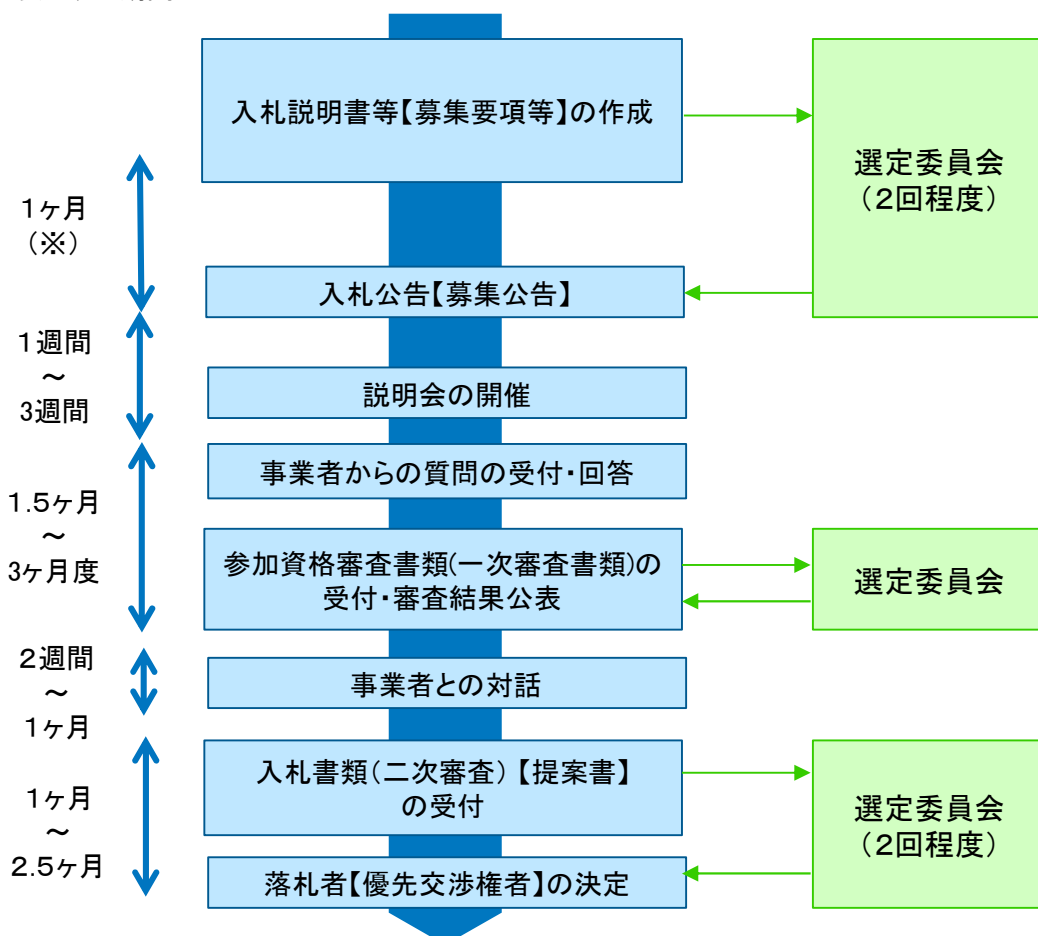 入札説明書等【募集要項等】の作成
選定委員会
(2回程度)
1ヶ月
(※)
入札公告【募集公告】
1週間
~
3週間
説明会の開催
事業者からの質問の受付・回答
1.5ヶ月
~
3ヶ月度
参加資格審査書類(一次審査書類)の
受付・審査結果公表
選定委員会
2週間
~
1ヶ月
事業者との対話
入札書類(二次審査)【提案書】
の受付
選定委員会
(2回程度)
1ヶ月
~
2.5ヶ月
落札者【優先交渉権者】の決定